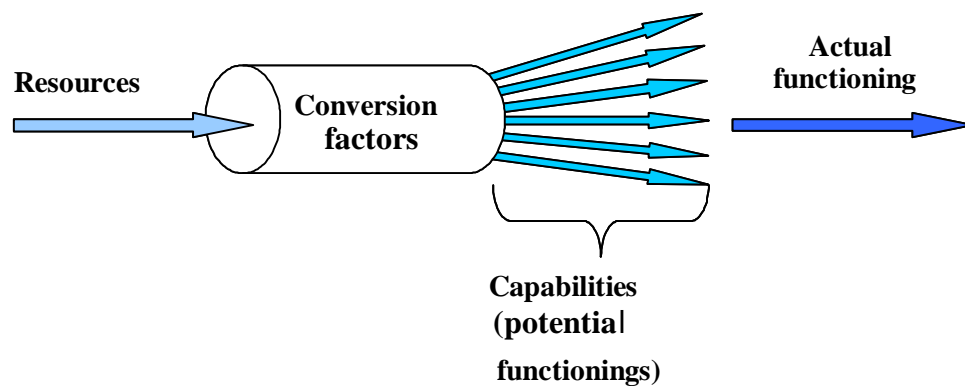 Resources
Conversion
factors
Actual
functioning
Capabilities
(potential
functionings)